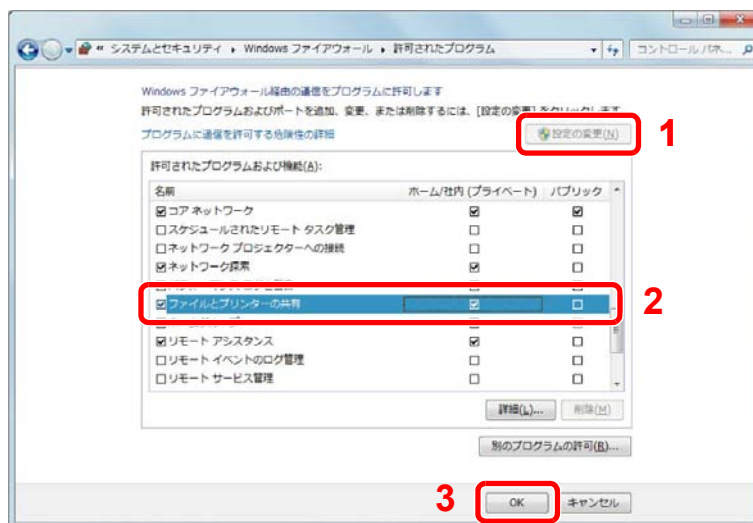 « システムとセキュリティ ▸ Windows ファイアウォール ▸ 許可されたプログラム
コントロール パネ...
Windows ファイアウォール経由の通信をプログラムに許可します
許可されたプログラムおよびポートを追加、変更、または削除するには、[設定の変更] をクリックします
プログラムに通信を許可する危険性の詳細
設定の変更(N)
1
許可されたプログラムおよび機能(A):
名前 ホーム/社内 (プライベート) パブリック
コア ネットワーク
スケジュールされたリモート タスク管理
ネットワーク プロジェクターへの接続
ネットワーク探索
ファイルとプリンターの共有
2
リモート アシスタンス
リモート イベントのログ管理
リモート サービス管理
詳細(L)... 削除(M)
別のプログラムの許可(R)...
3
OK キャンセル